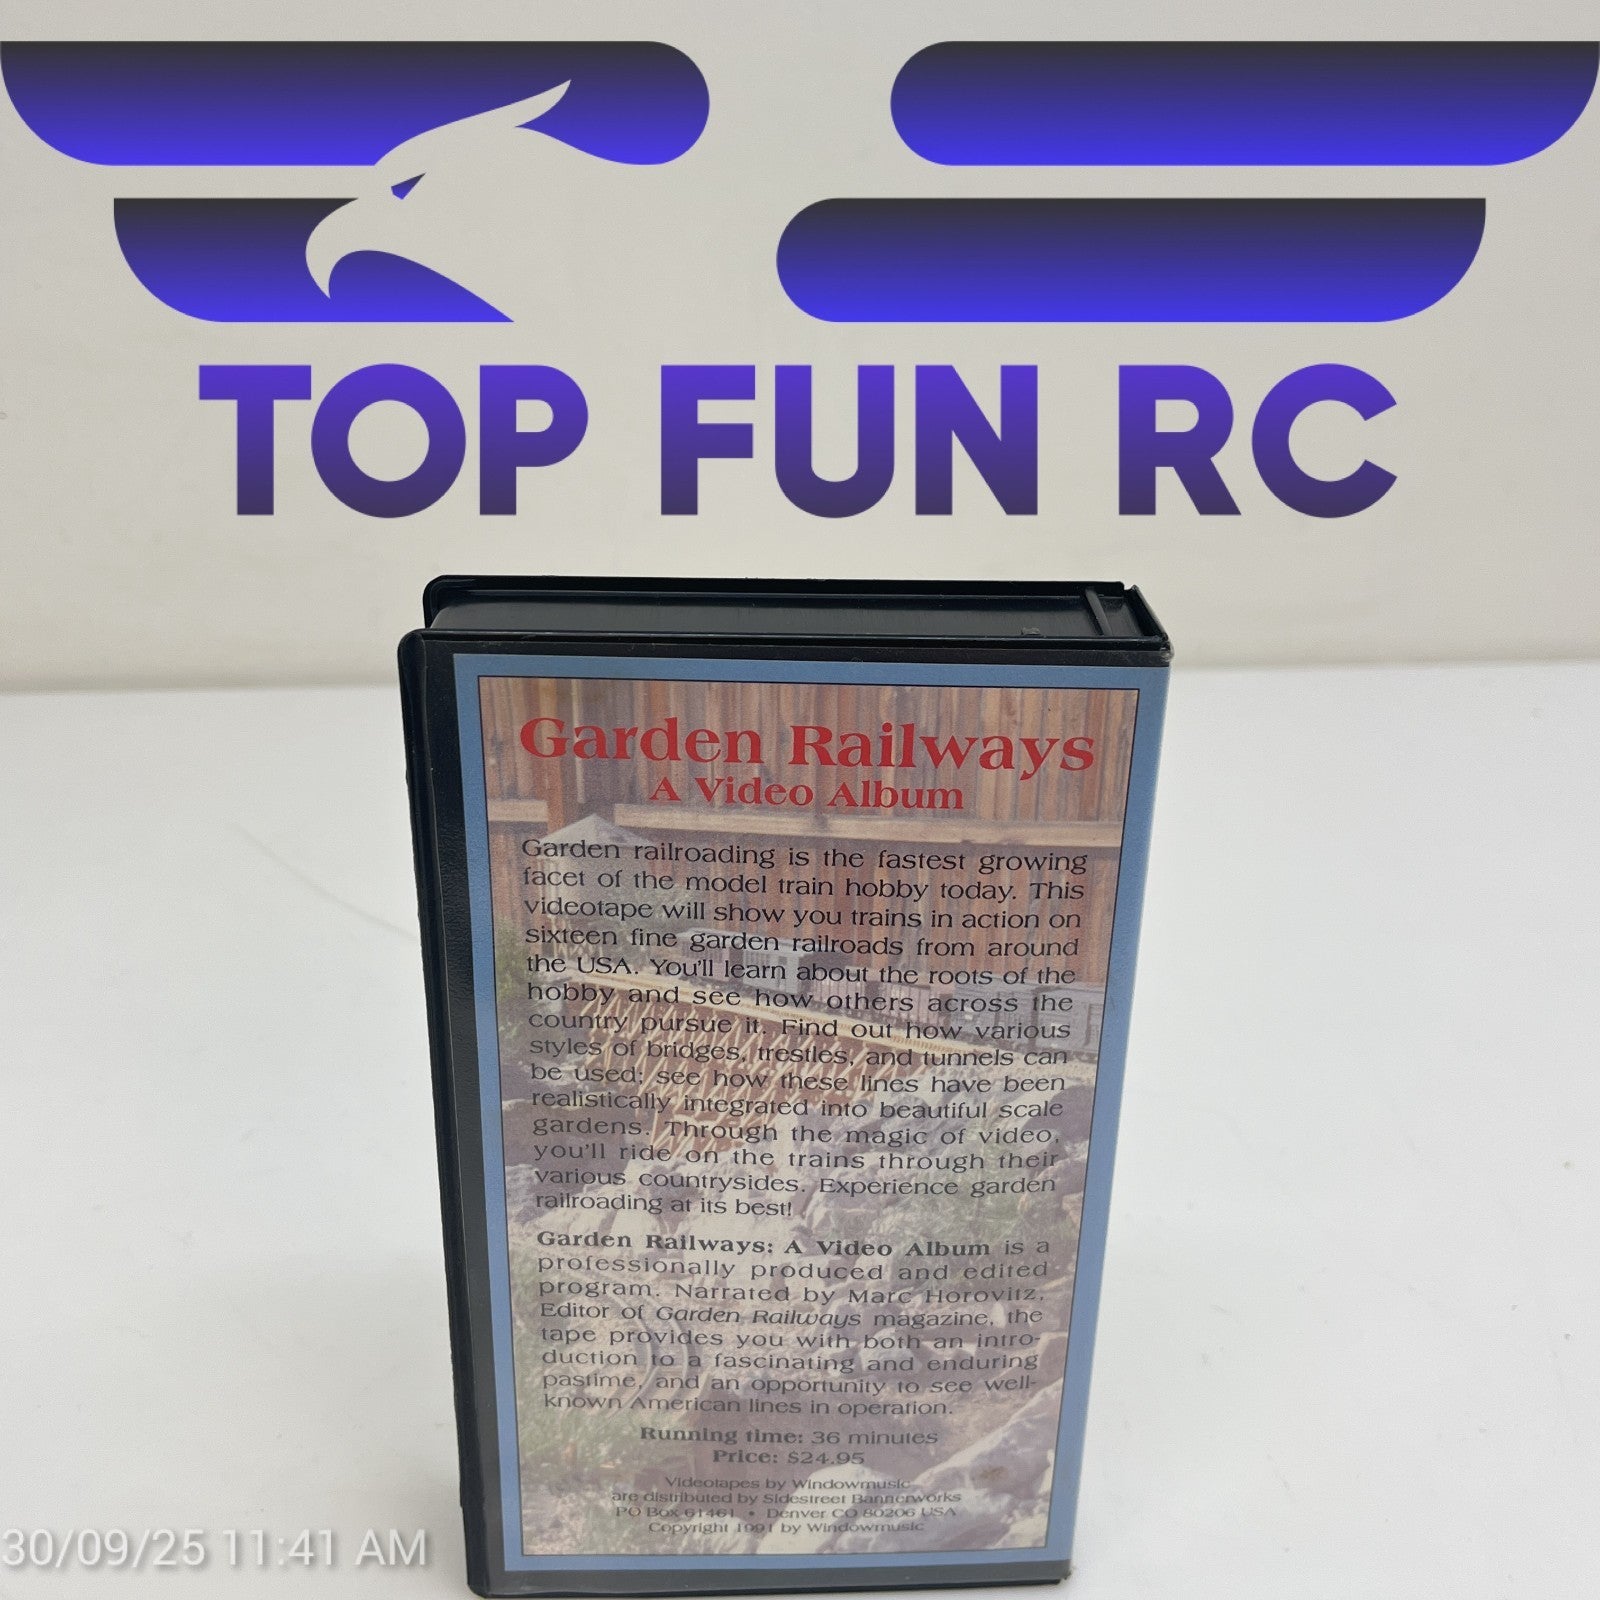 TOP FUN RC
Garden Railways
A Video Album
Garden railroading is the fastest growing
facet of the model train hobby today. This
videotape will show you trains in action on
sixteen fine garden railroads from around
the USA. You'll learn about the roots of the
hobby and see how others across the
country pursue it. Find out how various
styles of bridges, trestles, and tunnels can
be used; see how these lines have been
realistically integrated into beautiful scale
gardens. Through the magic of video,
you'll ride on the trains through their
various countrysides. Experience garden
railroading at its best!
Garden Railways: A Video Album is a
professionally produced and edited
program. Narrated by Marc Horovitz,
Editor of Garden Railways magazine, the
tape provides you with both an intro-
duction to a fascinating and enduring
pastime, and an opportunity to see well-
known American lines in operation.
Running time: 36 minutes
Price: $24.95
Videotapes by Windowmusic
are distributed by Sidestreet Bannerworks
PO Box 61461 • Denver CO 80206 USA
Copyright 1991 by Windowmusic
30/09/25 11:41 AM